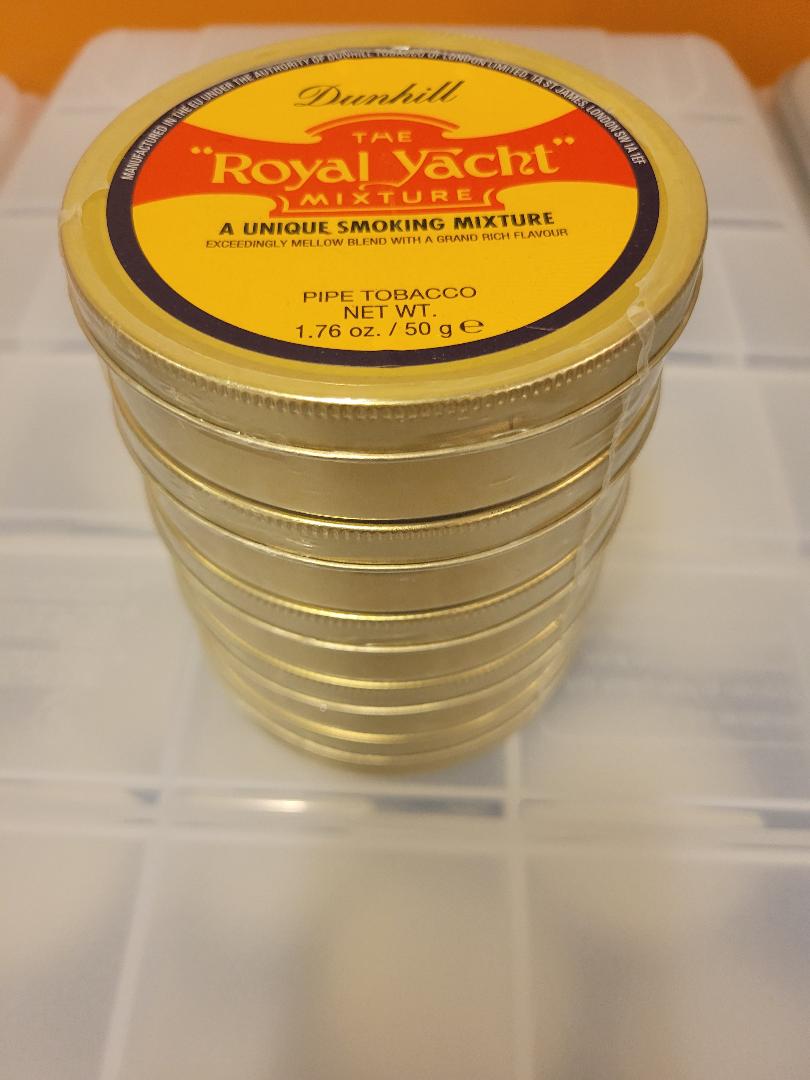 MANUFACTURED IN THE EU UNDER THE AUTHORITY OF DUNHILL TOBACCO OF LONDON LIMITED, 1A ST JAMES, LONDON SW 1A 1EF
Dunhill
THE
"Royal Yacht"
MIXTURE
A UNIQUE SMOKING MIXTURE
EXCEEDINGLY MELLOW BLEND WITH A GRAND RICH FLAVOUR
PIPE TOBACCO
NET WT.
1.76 oz. / 50 g ℮